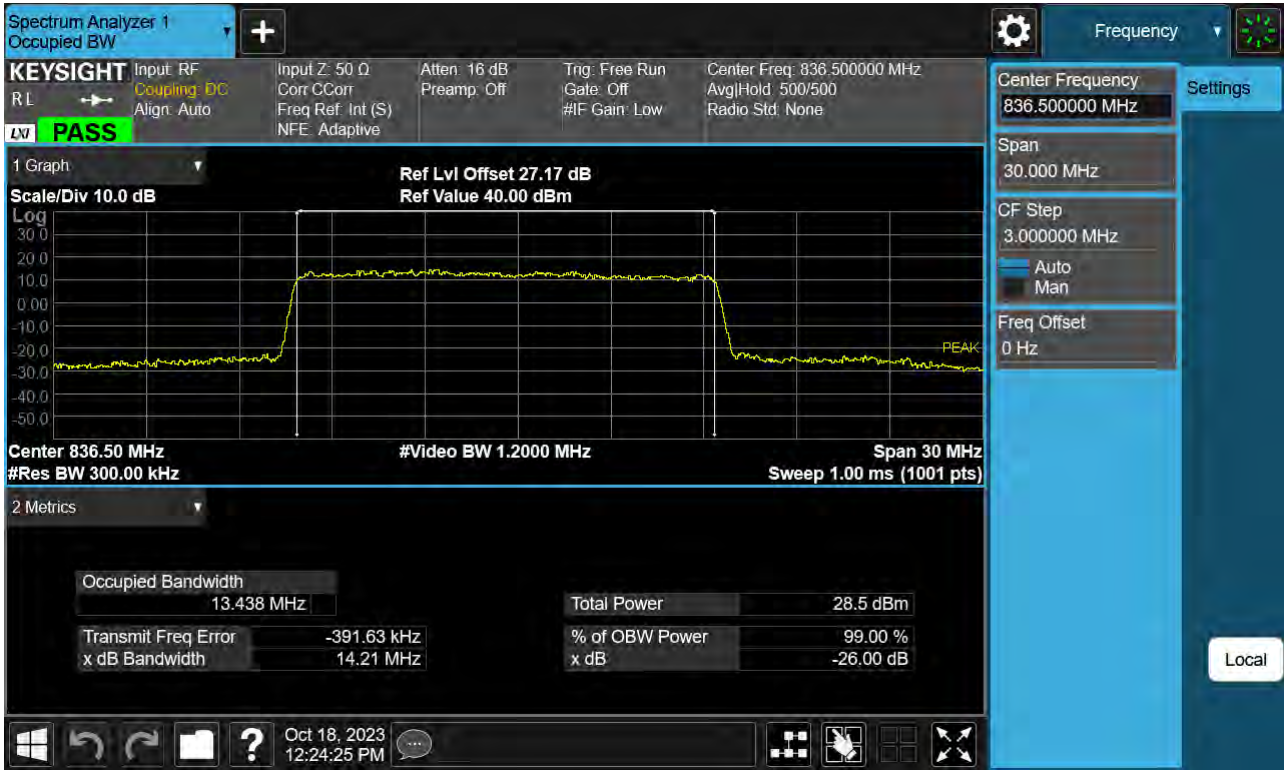 Spectrum Analyzer 1
Occupied BW
Frequency
KEYSIGHT
RL
LXI PASS
Input: RF
Coupling: DC
Align: Auto
Input Z: 50 Ω
Corr CCorr
Freq Ref: Int (S)
NFE: Adaptive
Atten: 16 dB
Preamp: Off
Trig: Free Run
Gate: Off
#IF Gain: Low
Center Freq: 836.500000 MHz
Avg|Hold: 500/500
Radio Std: None
Center Frequency
836.500000 MHz
Settings
Span
30.000 MHz
CF Step
3.000000 MHz
Auto
Man
Freq Offset
0 Hz
1 Graph
Scale/Div 10.0 dB
Ref Lvl Offset 27.17 dB
Ref Value 40.00 dBm
Log
30.0
20.0
10.0
0.00
-10.0
-20.0
-30.0
-40.0
-50.0
PEAK
Center 836.50 MHz
#Video BW 1.2000 MHz
Span 30 MHz
#Res BW 300.00 kHz
Sweep 1.00 ms (1001 pts)
2 Metrics
Occupied Bandwidth
13.438 MHz
Total Power 28.5 dBm
Transmit Freq Error -391.63 kHz
% of OBW Power 99.00 %
x dB Bandwidth 14.21 MHz
x dB -26.00 dB
Local
?
Oct 18, 2023
12:24:25 PM